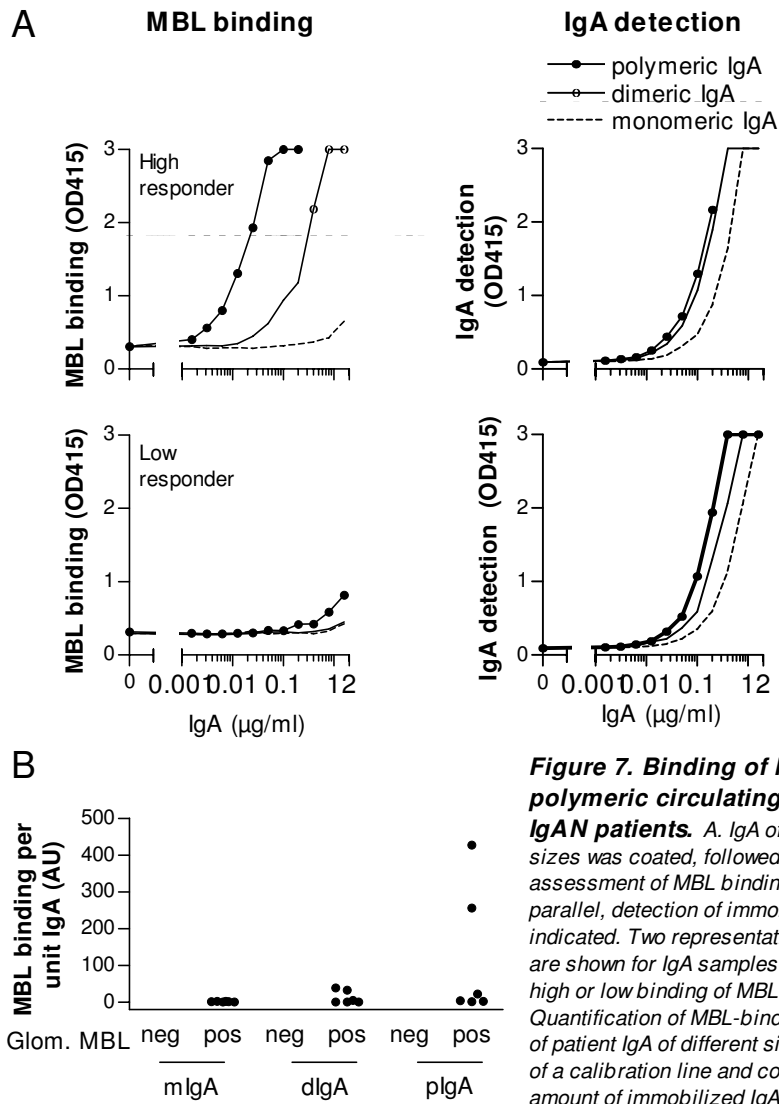 A
MBL binding
IgA detection
polymeric IgA
dimeric IgA
monomeric IgA
MBL binding (OD415)
3
2
1
0
High
responder
IgA detection
(OD415)
3
2
1
0
MBL binding (OD415)
3
2
1
0
Low
responder
0 0.001 0.01 0.1 12
IgA (µg/ml)
IgA detection (OD415)
3
2
1
0
0 0.001 0.01 0.1 12
IgA (µg/ml)
B
MBL binding per
unit IgA (AU)
500
400
300
200
100
0
Glom. MBL neg pos neg pos neg pos
mIgA dIgA pIgA
Figure 7. Binding of
polymeric circulating
IgAN patients. A. IgA of
sizes was coated, followed
assessment of MBL binding
parallel, detection of immo
indicated. Two representat
are shown for IgA samples
high or low binding of MBL
Quantification of MBL-bind
of patient IgA of different si
of a calibration line and co
amount of immobilized IgA